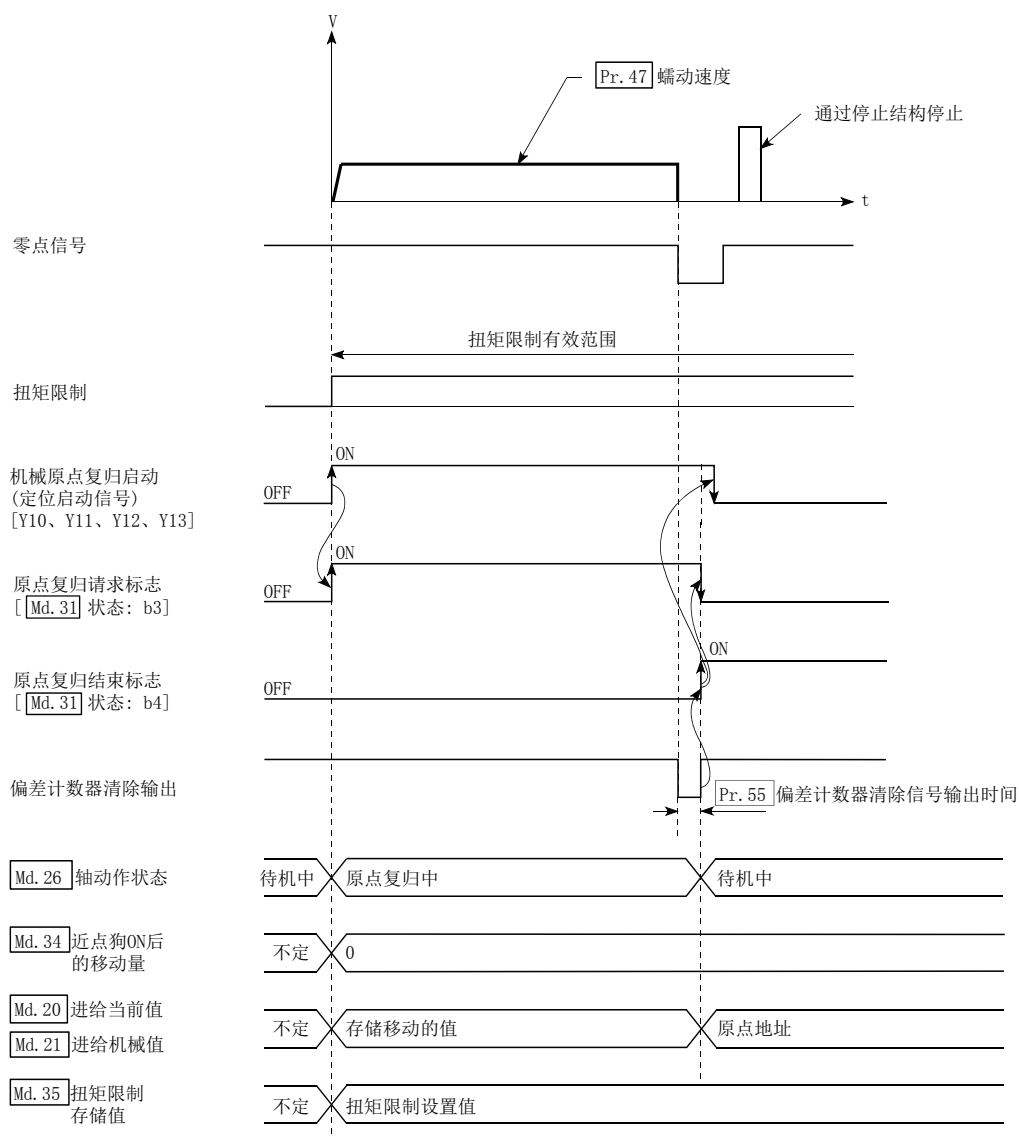 V
Pr.47 蠕动速度
通过停止结构停止
t
零点信号
扭矩限制有效范围
扭矩限制
ON
机械原点复归启动
(定位启动信号)
[Y10、Y11、Y12、Y13]
OFF
ON
原点复归请求标志
[ Md.31 状态: b3]
OFF
ON
原点复归结束标志
[ Md.31 状态: b4]
OFF
偏差计数器清除输出
Pr.55 偏差计数器清除信号输出时间
Md.26 轴动作状态
待机中
原点复归中
待机中
Md.34 近点狗ON后
的移动量
不定
0
Md.20 进给当前值
Md.21 进给机械值
不定
存储移动的值
原点地址
Md.35 扭矩限制
存储值
不定
扭矩限制设置值